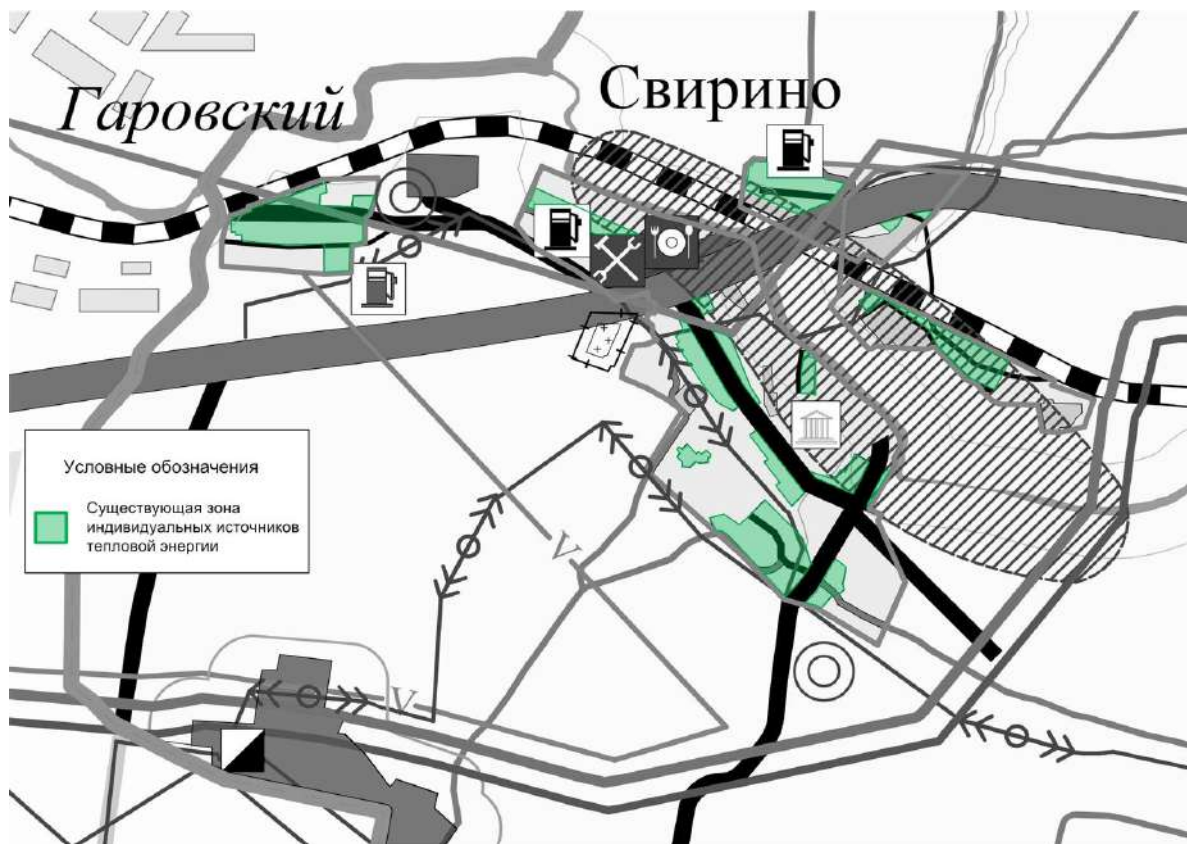 Гаровский
Свирино
Условные обозначения
Существующая зона
индивидуальных источников
тепловой энергии
V
V